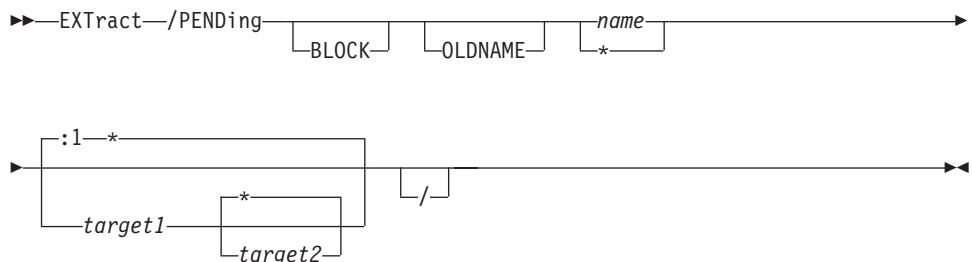 EXTract /PENDing name
BLOCK OLDNAME *
:1 *
/
*
target1
target2